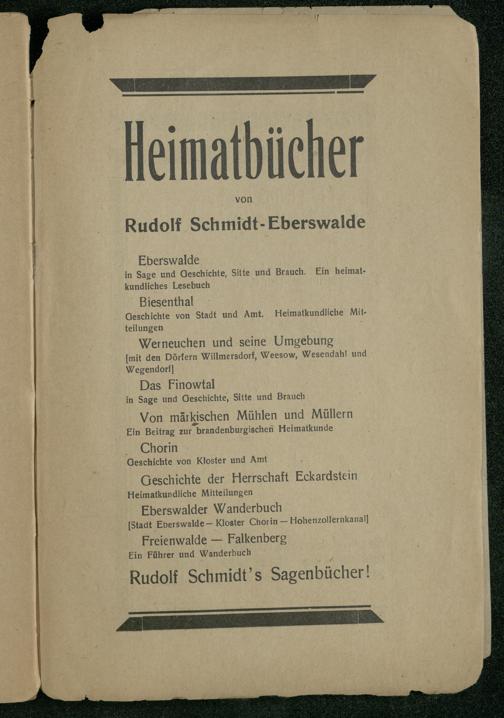 Heimatbücher
von
Rudolf Schmidt-Eberswalde
Eberswalde
in Sage und Geschichte, Sitte und Brauch. Ein heimat-
kundliches Lesebuch
Biesenthal
Geschichte von Stadt und Amt. Heimatkundliche Mit-
teilungen
Werneuchen und seine Umgebung
[mit den Dörfern Willmersdorf, Weesow, Wesendahl und
Wegendorf]
Das Finowtal
in Sage und Geschichte, Sitte und Brauch
Von märkischen Mühlen und Müllern
Ein Beitrag zur brandenburgischen Heimatkunde
Chorin
Geschichte von Kloster und Amt
Geschichte der Herrschaft Eckardstein
Heimatkundliche Mitteilungen
Eberswalder Wanderbuch
[Stadt Eberswalde — Kloster Chorin — Hohenzollernkanal]
Freienwalde — Falkenberg
Ein Führer und Wanderbuch
Rudolf Schmidt's Sagenbücher!